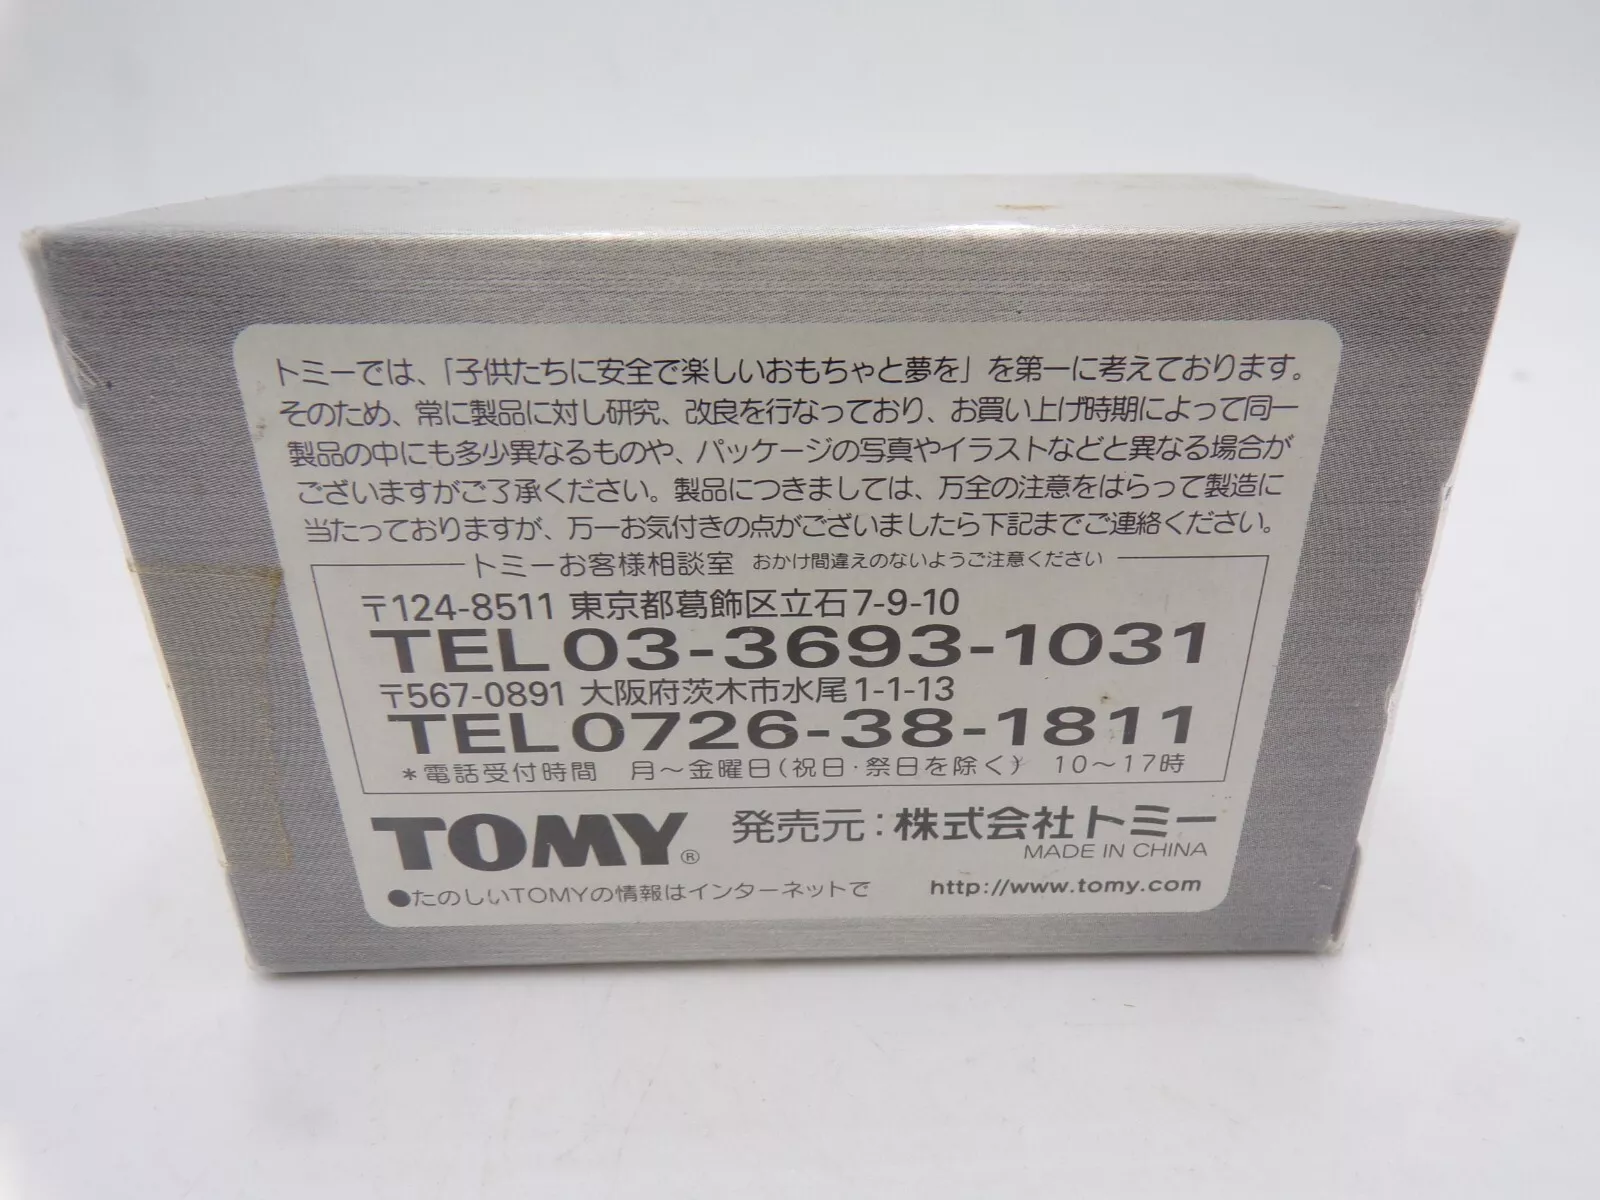 トミーでは、「子供たちに安全で楽しいおもちゃと夢を」を第一に考えております。
そのため、常に製品に対し研究、改良を行なっており、お買い上げ時期によって同一
製品の中にも多少異なるものや、パッケージの写真やイラストなどと異なる場合が
ございますがご了承ください。製品につきましては、万全の注意をはらって製造に
当たっておりますが、万一お気付きの点がございましたら下記までご連絡ください。
トミーお客様相談室 おかけ間違えのないようご注意ください
〒124-8511 東京都葛飾区立石7-9-10
TEL 03-3693-1031
〒567-0891 大阪府茨木市水尾1-1-13
TEL 0726-38-1811
＊電話受付時間 月～金曜日(祝日・祭日を除く) 10～17時
TOMY® 発売元：株式会社トミー
MADE IN CHINA
●たのしいTOMYの情報はインターネットで http://www.tomy.com